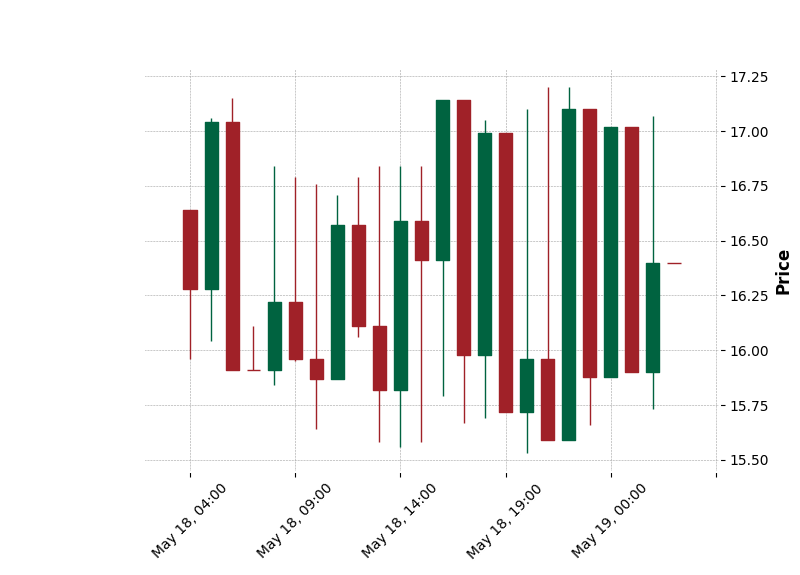 17.25
17.00
16.75
16.50
16.25
16.00
15.75
15.50
Price
May 18, 04:00
May 18, 09:00
May 18, 14:00
May 18, 19:00
May 19, 00:00